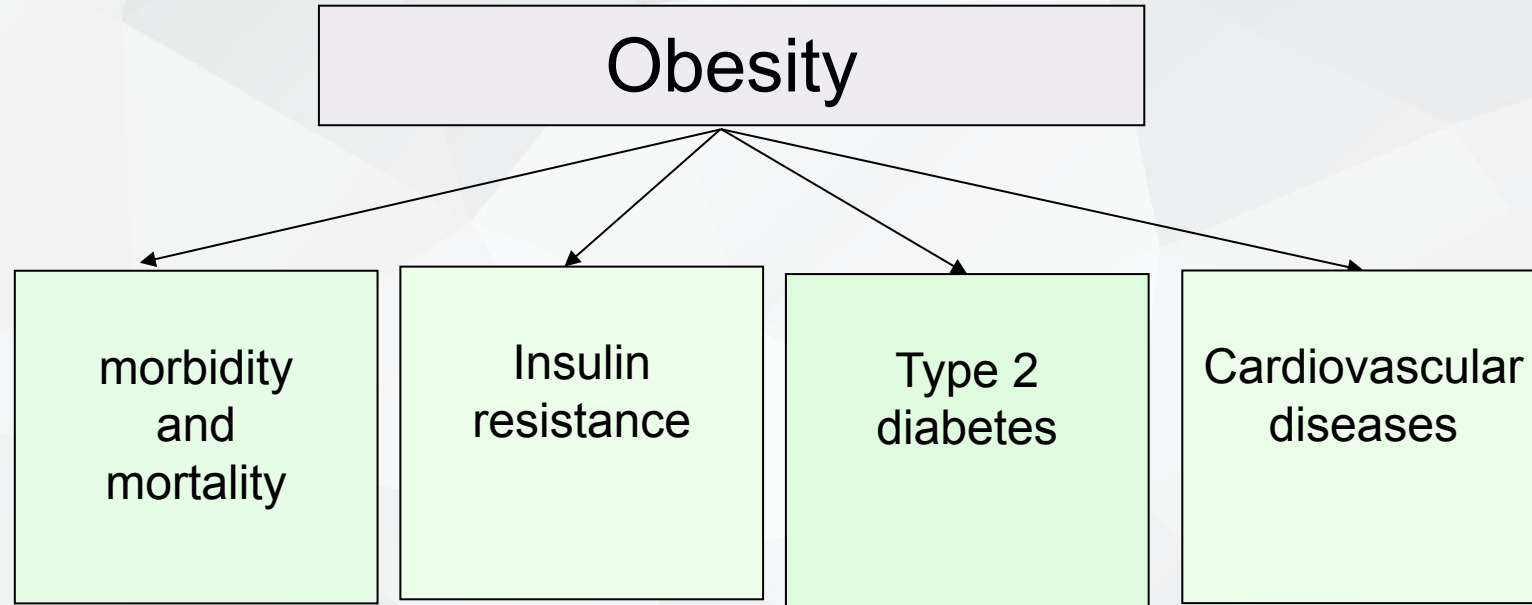 Obesity
morbidity
and
mortality
Insulin
resistance
Type 2
diabetes
Cardiovascular
diseases